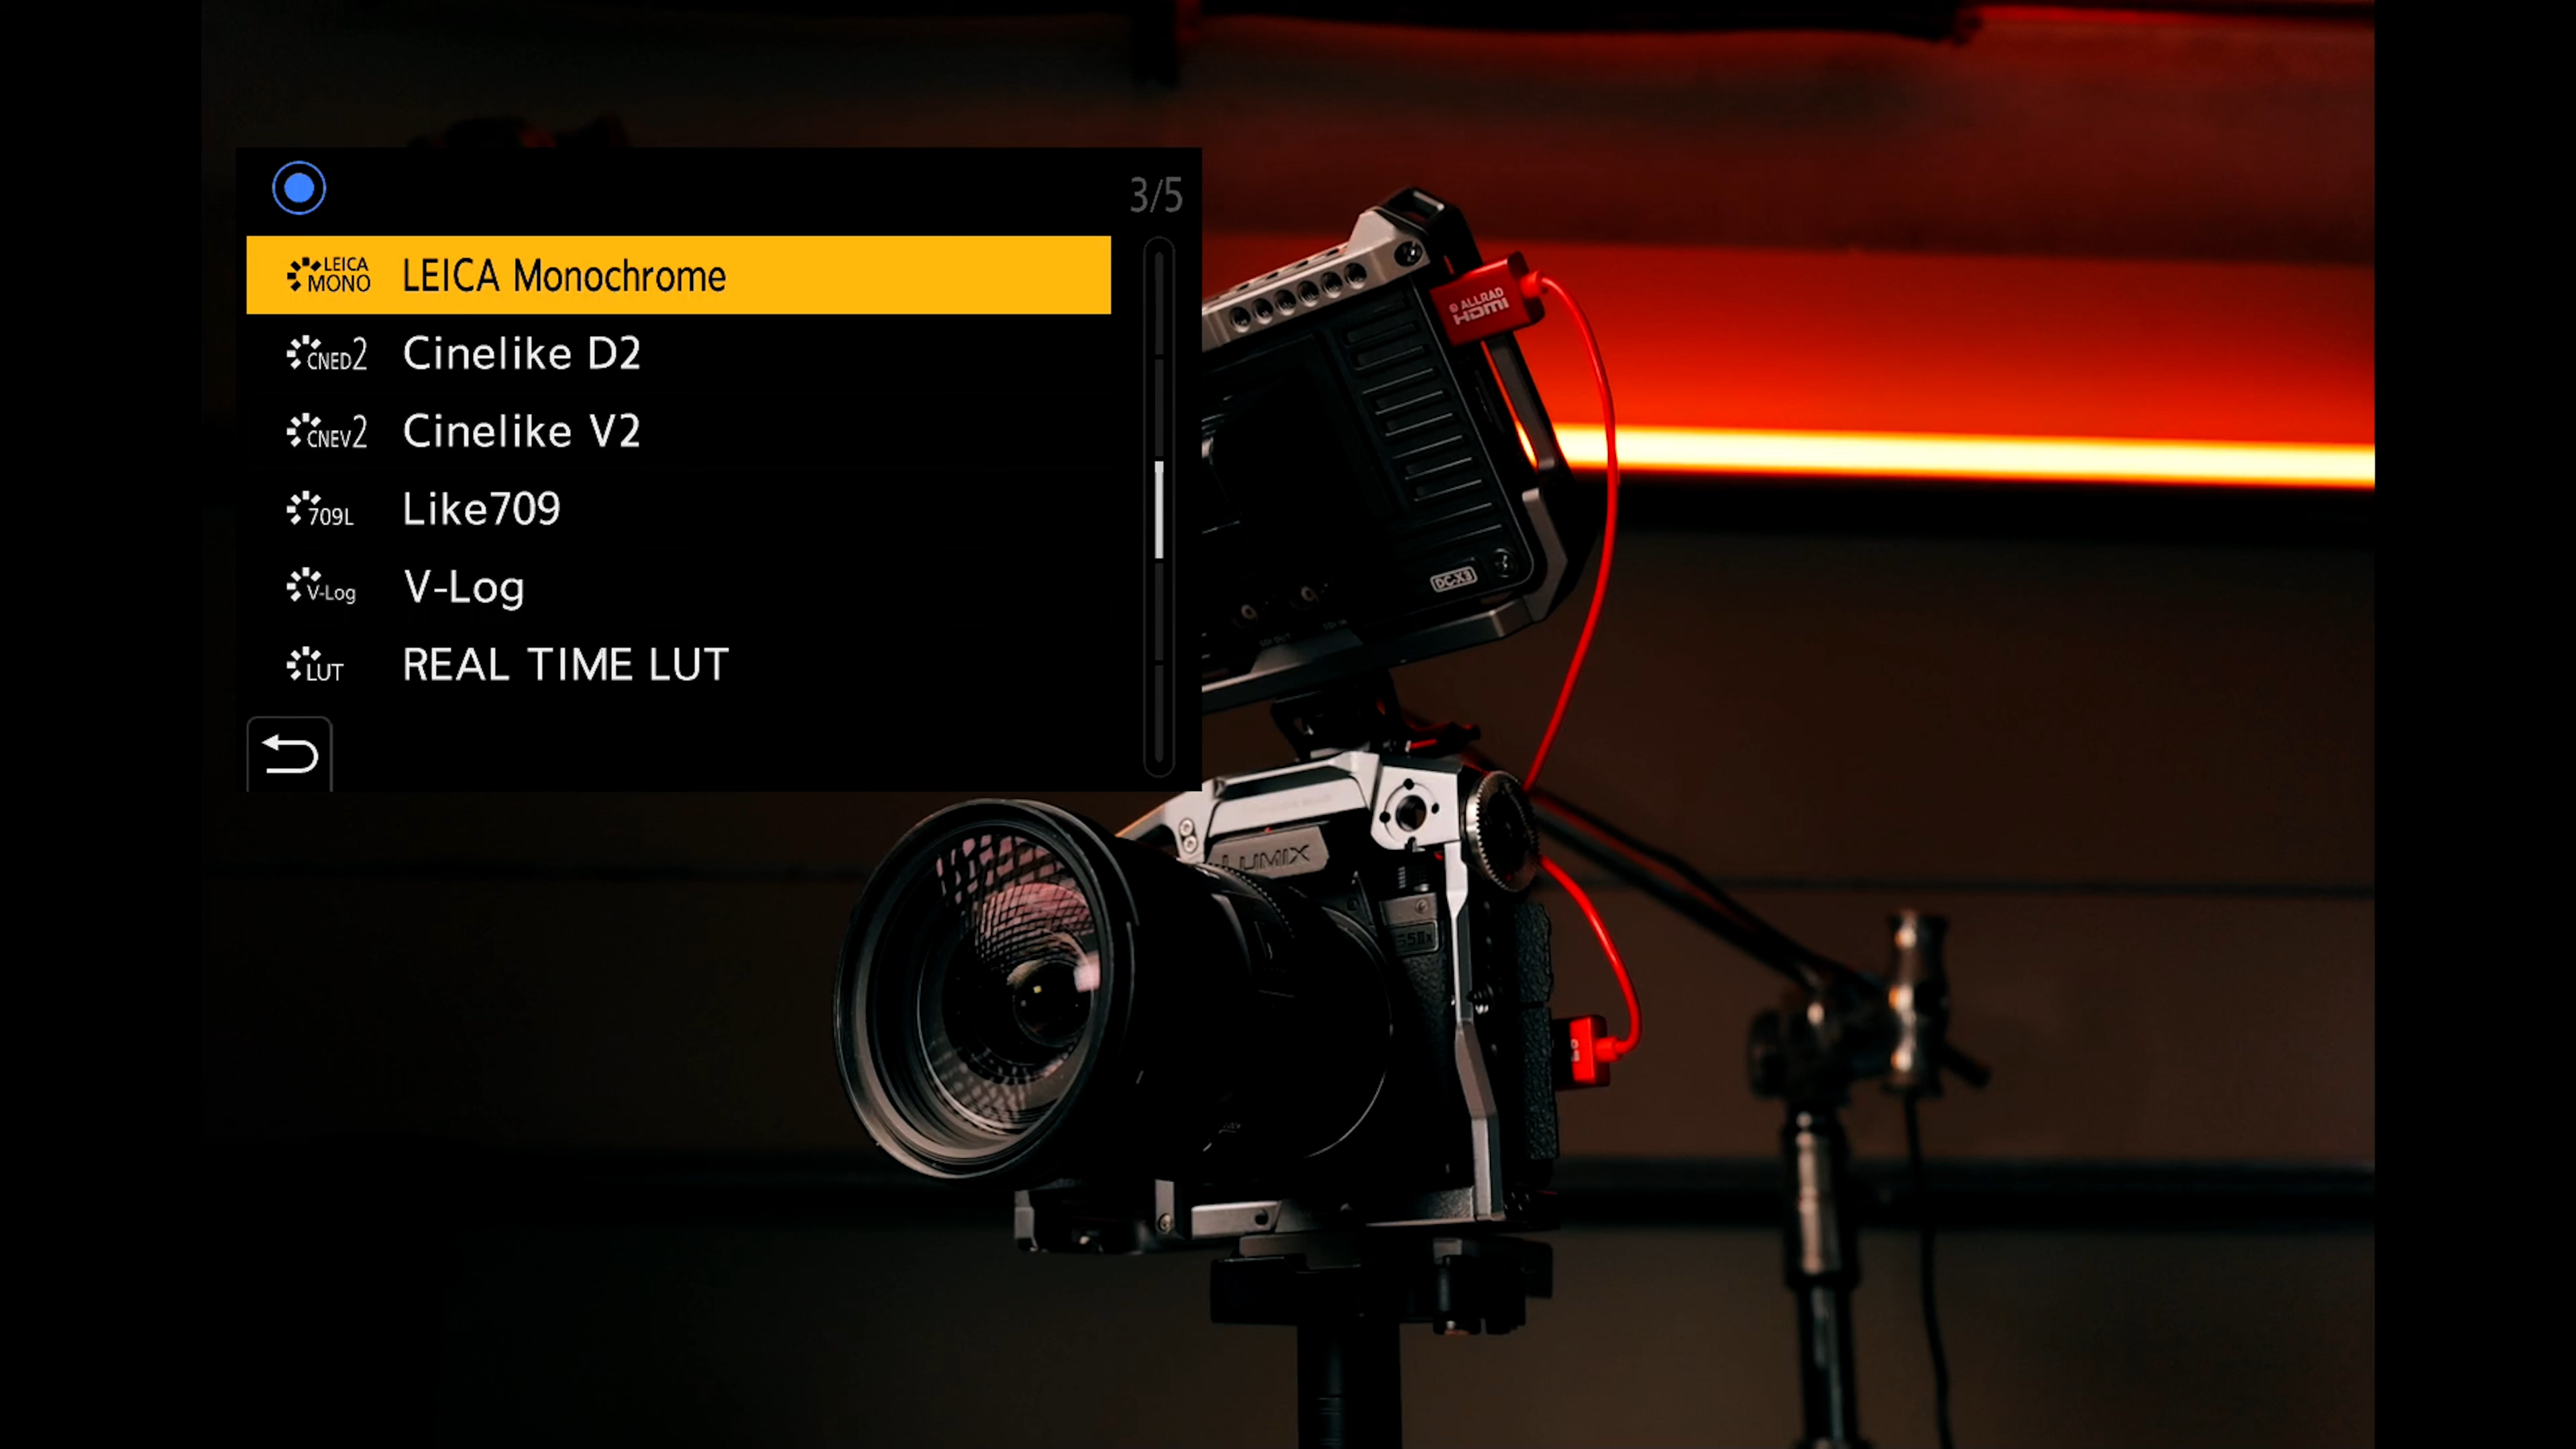 3/5
LEICA MONO LEICA Monochrome
CNED2 Cinelike D2
CNEV2 Cinelike V2
709L Like709
V-Log V-Log
LUT REAL TIME LUT
ALLRAD
HDMI
DC-X3
LUMIX
S5IIX